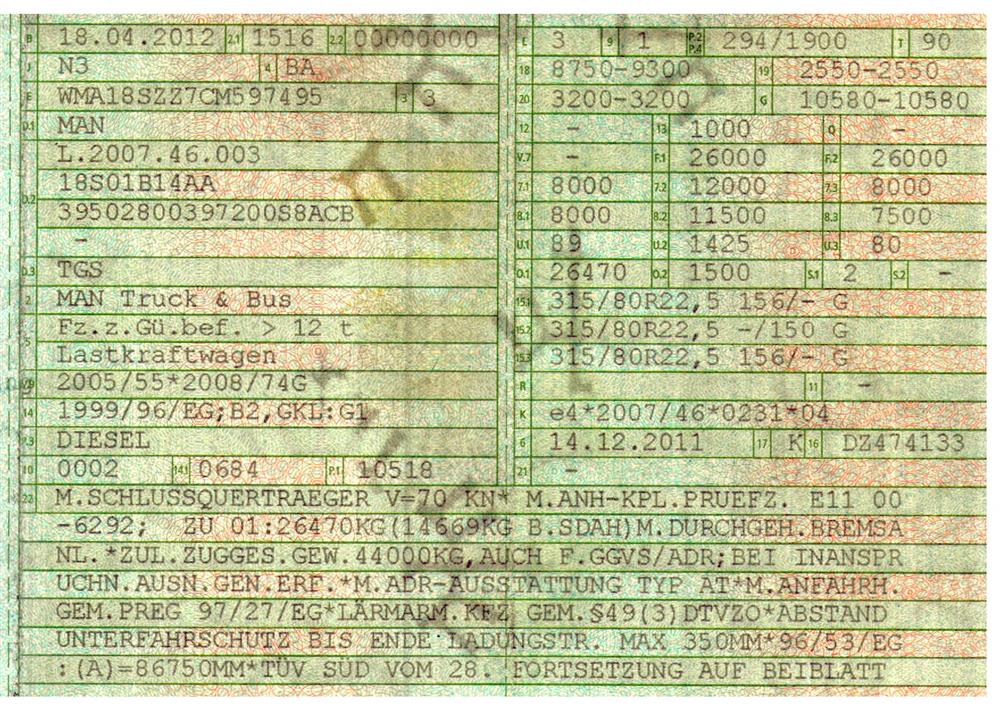 B 18.04.2012 2.1 1516 2.2 00000000
J N3 4 BA
E WMA18SZZ7CM597495 3 3
D.1 MAN
L.2007.46.003
18S01B14AA
D.2
39502800397200S8ACB
-
D.3 TGS
2 MAN Truck & Bus
Fz.z.Gü.bef. > 12 t
5
Lastkraftwagen
V.9 2005/55*2008/74G
14 1999/96/EG;B2,GKL:G1
P.3 DIESEL
10 0002 14.1 0684 P.1 10518
L 3 9 1 P.2 P.4 294/1900 T 90
18 8750-9300 19 2550-2550
20 3200-3200 G 10580-10580
12 - 13 1000 Q -
V.7 - F.1 26000 F.2 26000
7.1 8000 7.2 12000 7.3 8000
8.1 8000 8.2 11500 8.3 7500
U.1 89 U.2 1425 U.3 80
O.1 26470 O.2 1500 S.1 2 S.2 -
15.1 315/80R22,5 156/- G
15.2 315/80R22,5 -/150 G
15.3 315/80R22,5 156/- G
R 11 -
K e4*2007/46*0231*04
6 14.12.2011 17 K 16 DZ474133
21 -
22 M.SCHLUSSQUERTRAEGER V=70 KN* M.ANH-KPL.PRUEFZ. E11 00
-6292; ZU 01:26470KG(14669KG B.SDAH)M.DURCHGEH.BREMSA
NL.*ZUL.ZUGGES.GEW.44000KG,AUCH F.GGVS/ADR;BEI INANSPR
UCHN.AUSN.GEN.ERF.*M.ADR-AUSSTATTUNG TYP AT*M.ANFAHRH.
GEM.PREG 97/27/EG*LÄRMARM.KFZ GEM.§49(3)DTVZO*ABSTAND
UNTERFAHRSCHUTZ BIS ENDE LADUNGSTR. MAX 350MM*96/53/EG
:(A)=86750MM*TÜV SÜD VOM 28. FORTSETZUNG AUF BEIBLATT